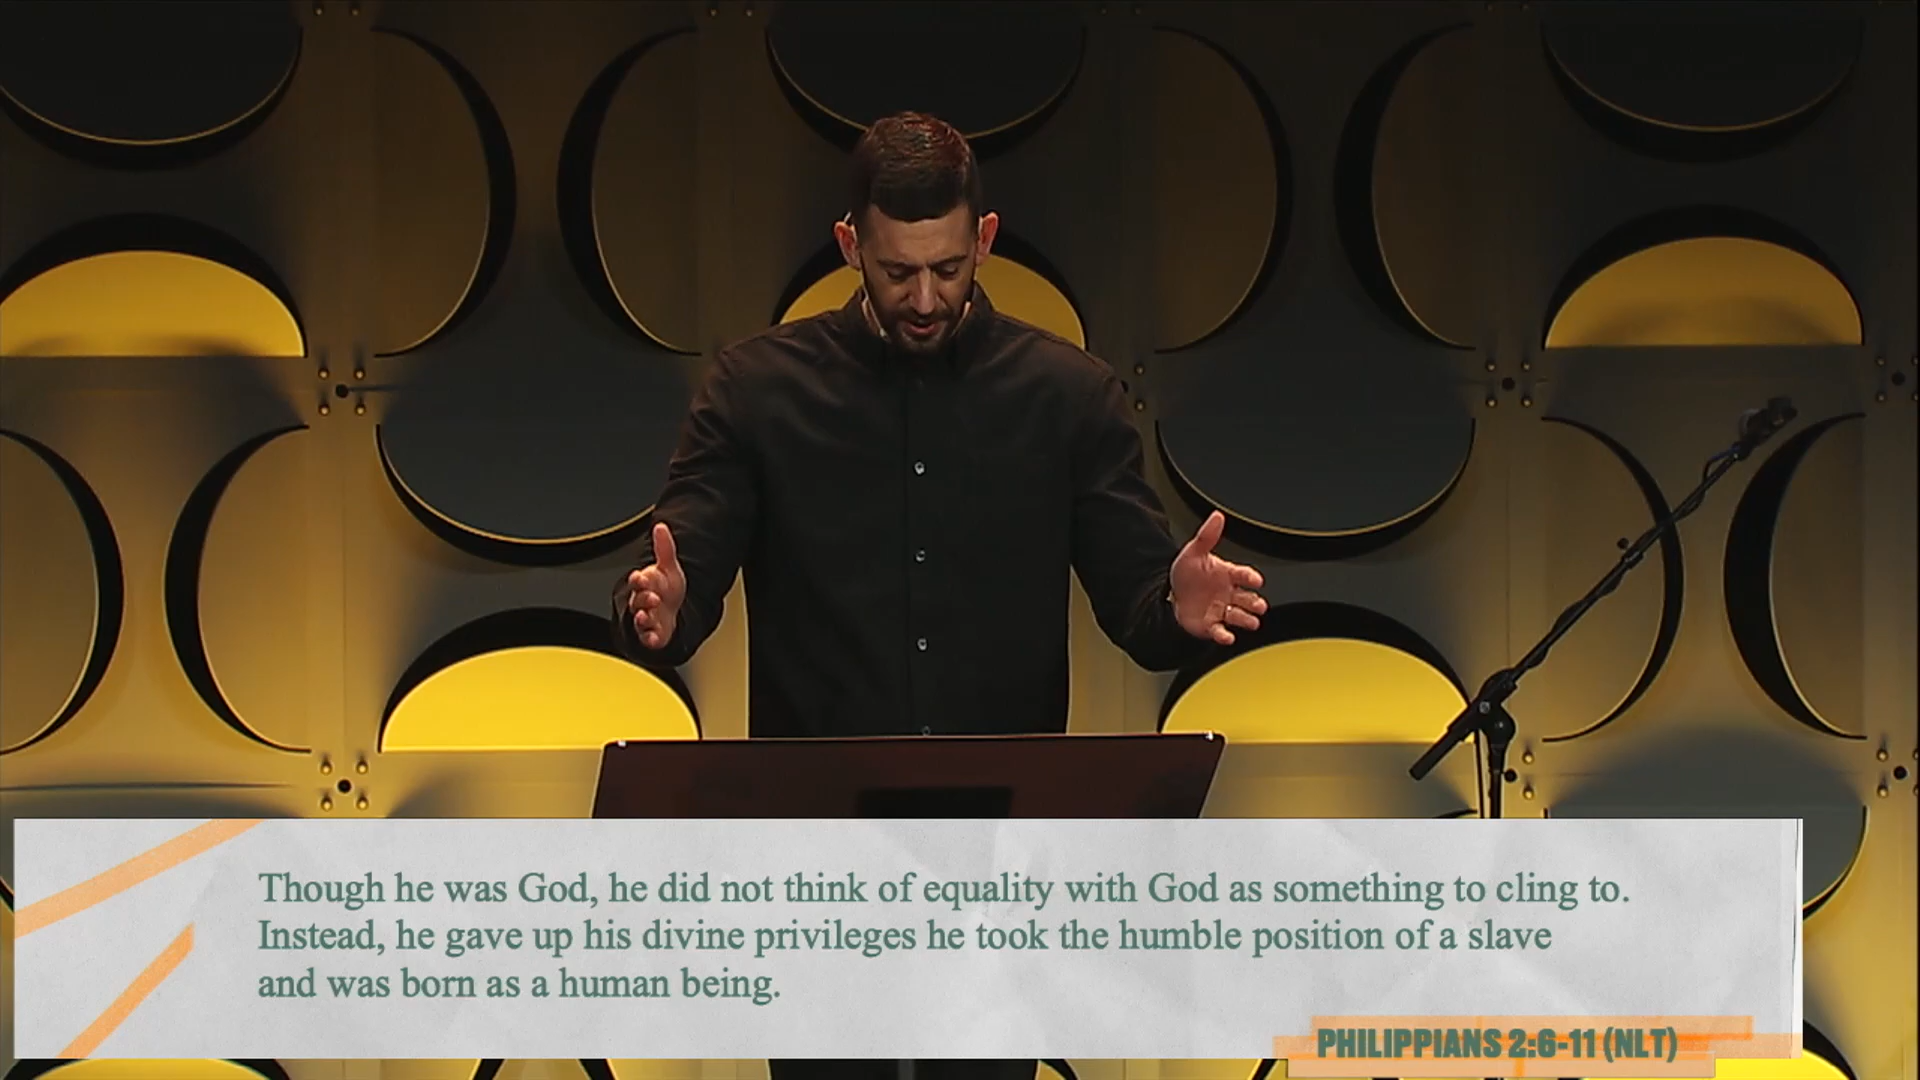 Though he was God, he did not think of equality with God as something to cling to.
Instead, he gave up his divine privileges he took the humble position of a slave
and was born as a human being.
PHILIPPIANS 2:6-11 (NLT)